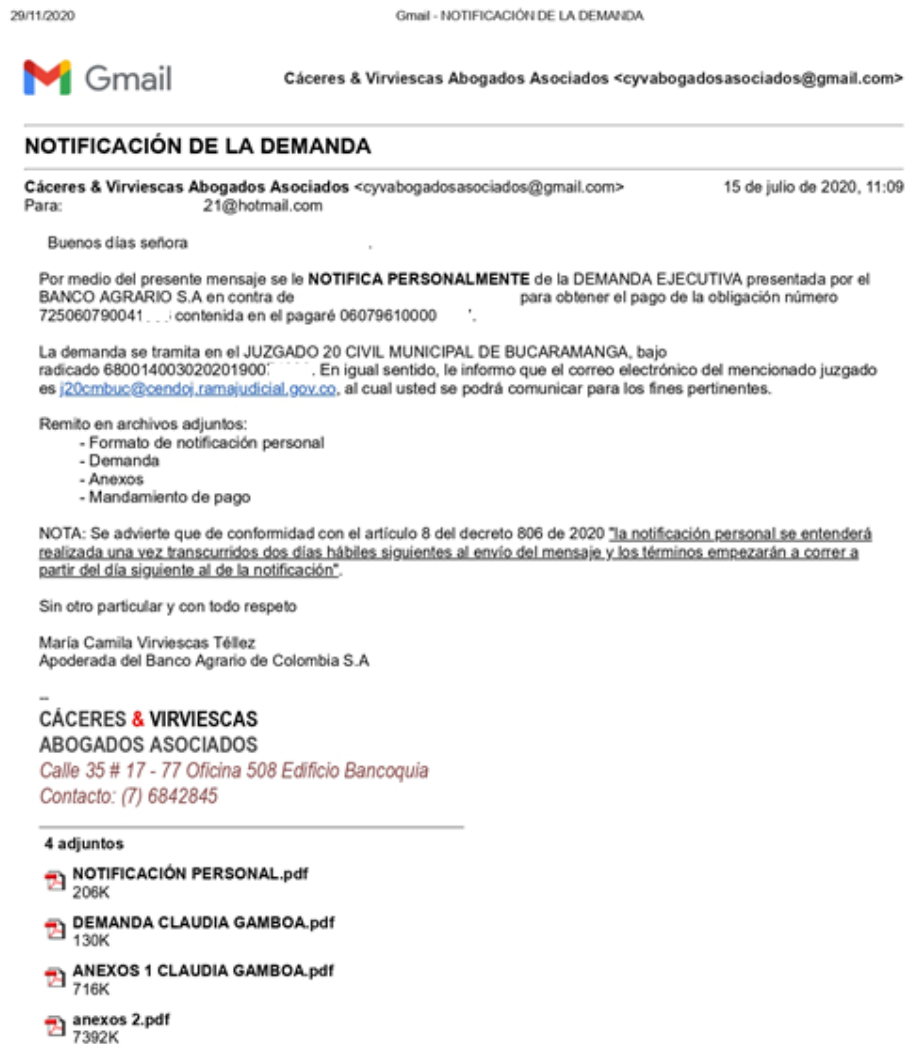 29/11/2020 Gmail - NOTIFICACIÓN DE LA DEMANDA
Gmail Cáceres & Virviescas Abogados Asociados <cyvabogadosasociados@gmail.com>
NOTIFICACIÓN DE LA DEMANDA
Cáceres & Virviescas Abogados Asociados <cyvabogadosasociados@gmail.com> 15 de julio de 2020, 11:09
Para: 21@hotmail.com
Buenos días señora .
Por medio del presente mensaje se le NOTIFICA PERSONALMENTE de la DEMANDA EJECUTIVA presentada por el
BANCO AGRARIO S.A en contra de para obtener el pago de la obligación número
725060790041 contenida en el pagaré 06079610000 .
La demanda se tramita en el JUZGADO 20 CIVIL MUNICIPAL DE BUCARAMANGA, bajo
radicado 680014003020201900 . En igual sentido, le informo que el correo electrónico del mencionado juzgado
es j20cmbuc@cendoj.ramajudicial.gov.co, al cual usted se podrá comunicar para los fines pertinentes.
Remito en archivos adjuntos:
- Formato de notificación personal
- Demanda
- Anexos
- Mandamiento de pago
NOTA: Se advierte que de conformidad con el artículo 8 del decreto 806 de 2020 "la notificación personal se entenderá
realizada una vez transcurridos dos días hábiles siguientes al envío del mensaje y los términos empezarán a correr a
partir del día siguiente al de la notificación".
Sin otro particular y con todo respeto
María Camila Virviescas Téllez
Apoderada del Banco Agrario de Colombia S.A
--
CÁCERES & VIRVIESCAS
ABOGADOS ASOCIADOS
Calle 35 # 17 - 77 Oficina 508 Edificio Bancoquia
Contacto: (7) 6842845
4 adjuntos
NOTIFICACIÓN PERSONAL.pdf
206K
DEMANDA CLAUDIA GAMBOA.pdf
130K
ANEXOS 1 CLAUDIA GAMBOA.pdf
716K
anexos 2.pdf
7392K